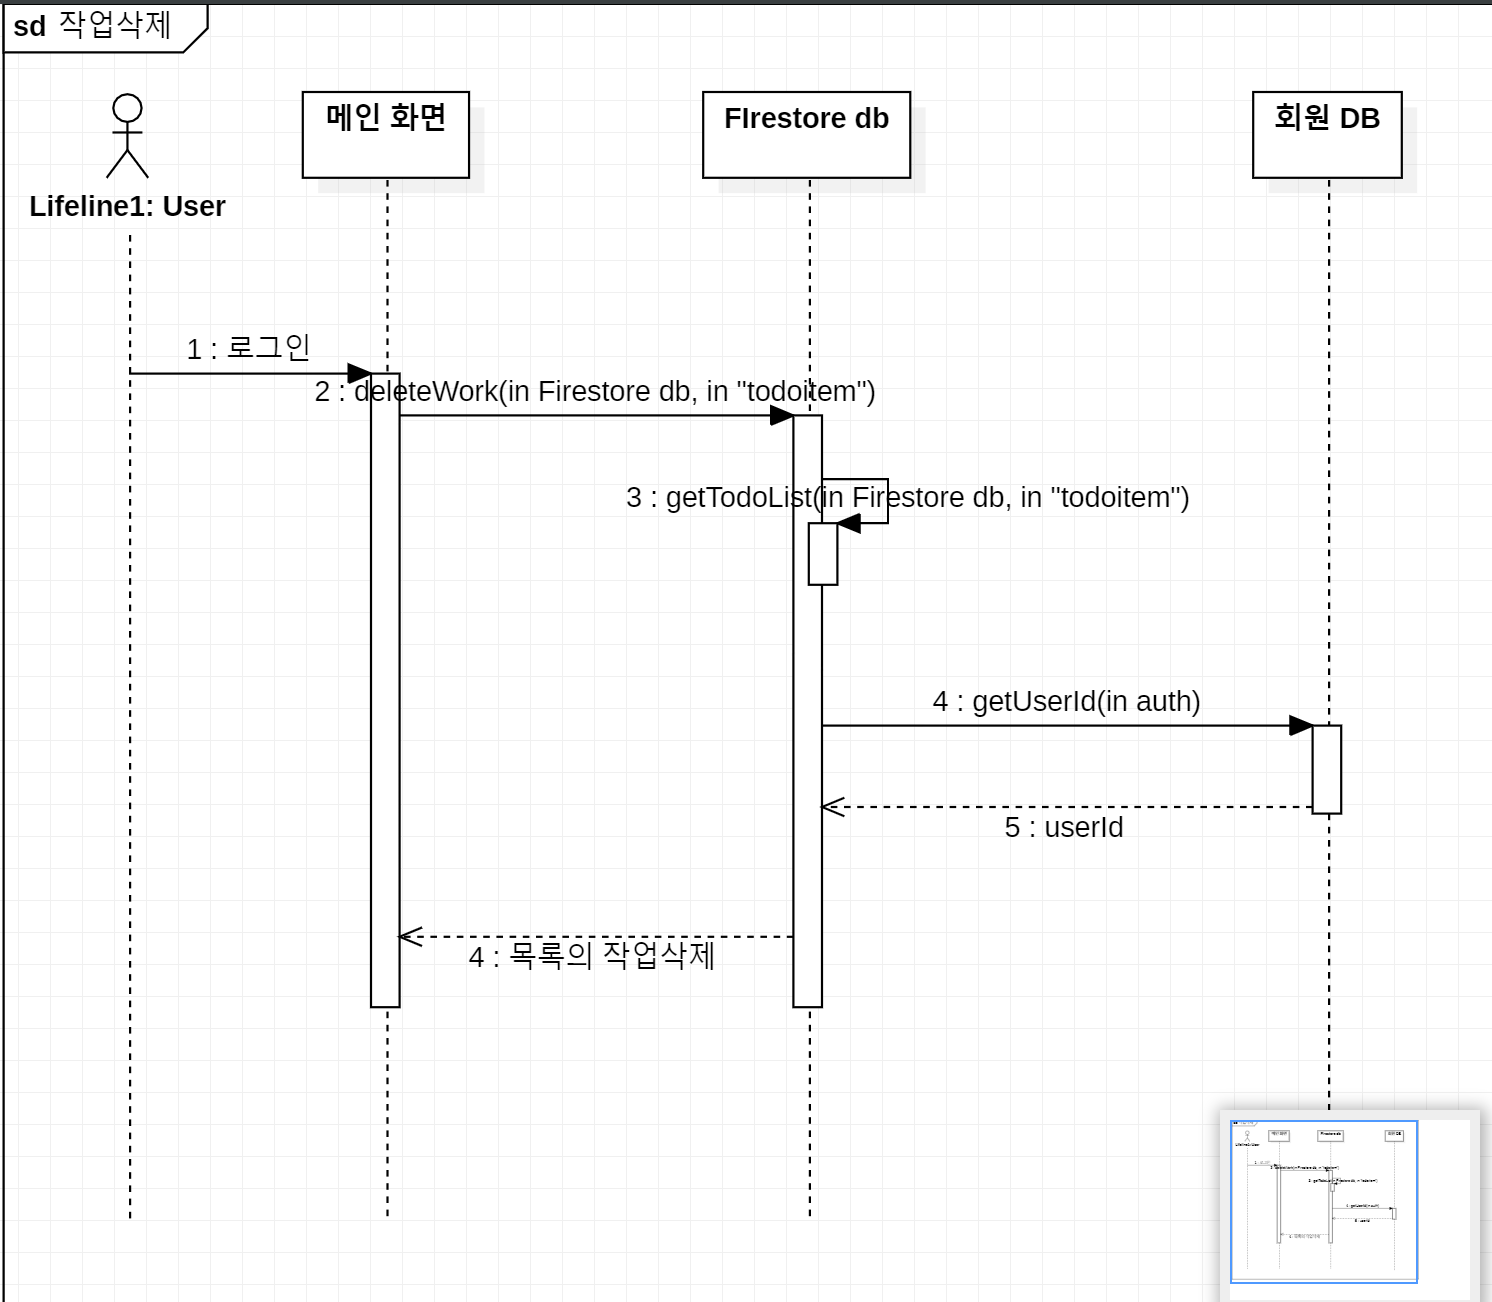 sd 작업삭제
메인 화면
FIrestore db
회원 DB
Lifeline1: User
1 : 로그인
2 : deleteWork(in Firestore db, in "todoitem")
3 : getTodoList(in Firestore db, in "todoitem")
4 : getUserId(in auth)
5 : userId
4 : 목록의 작업삭제